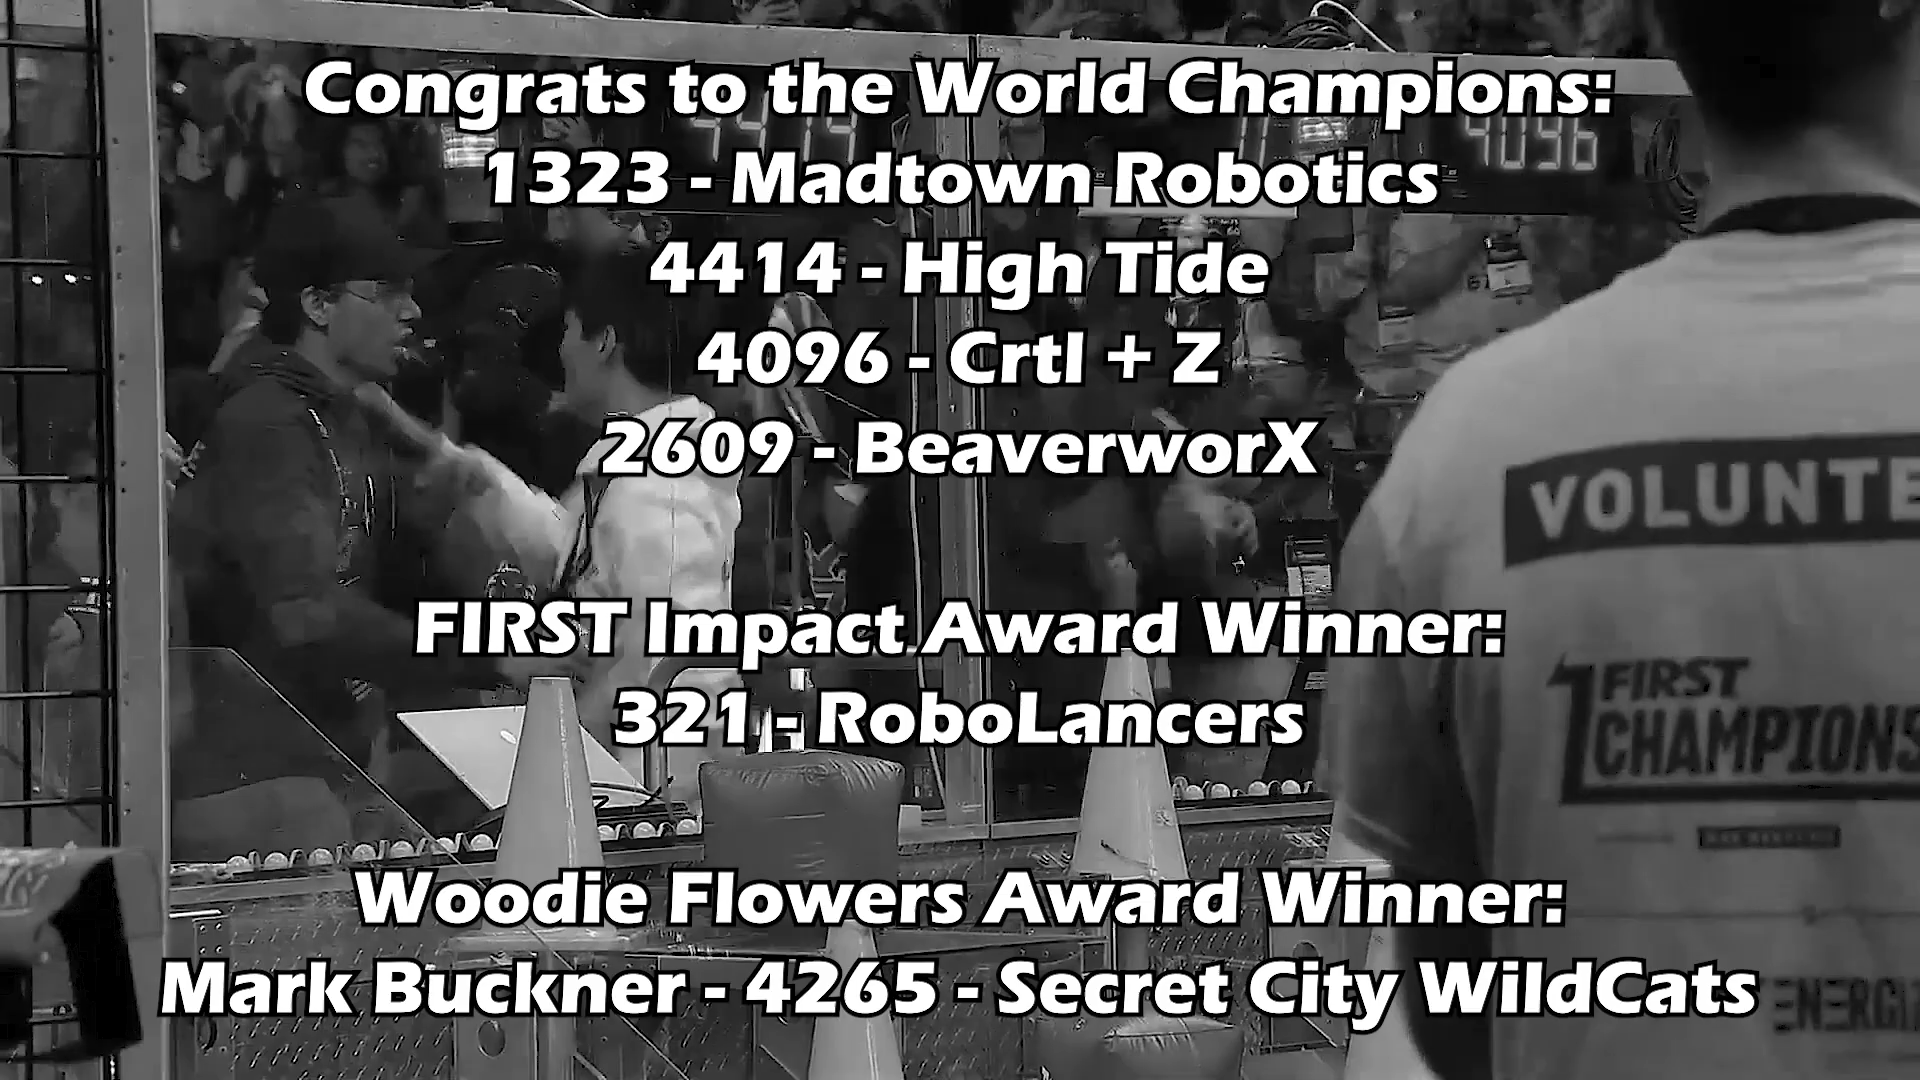 Congrats to the World Champions:
1323 - Madtown Robotics
4414 - High Tide
4096 - Crtl + Z
2609 - BeaverworX
FIRST Impact Award Winner:
321 - RoboLancers
Woodie Flowers Award Winner:
Mark Buckner - 4265 - Secret City WildCats
4096
VOLUNTE
FIRST
CHAMPIONS
ENERGI